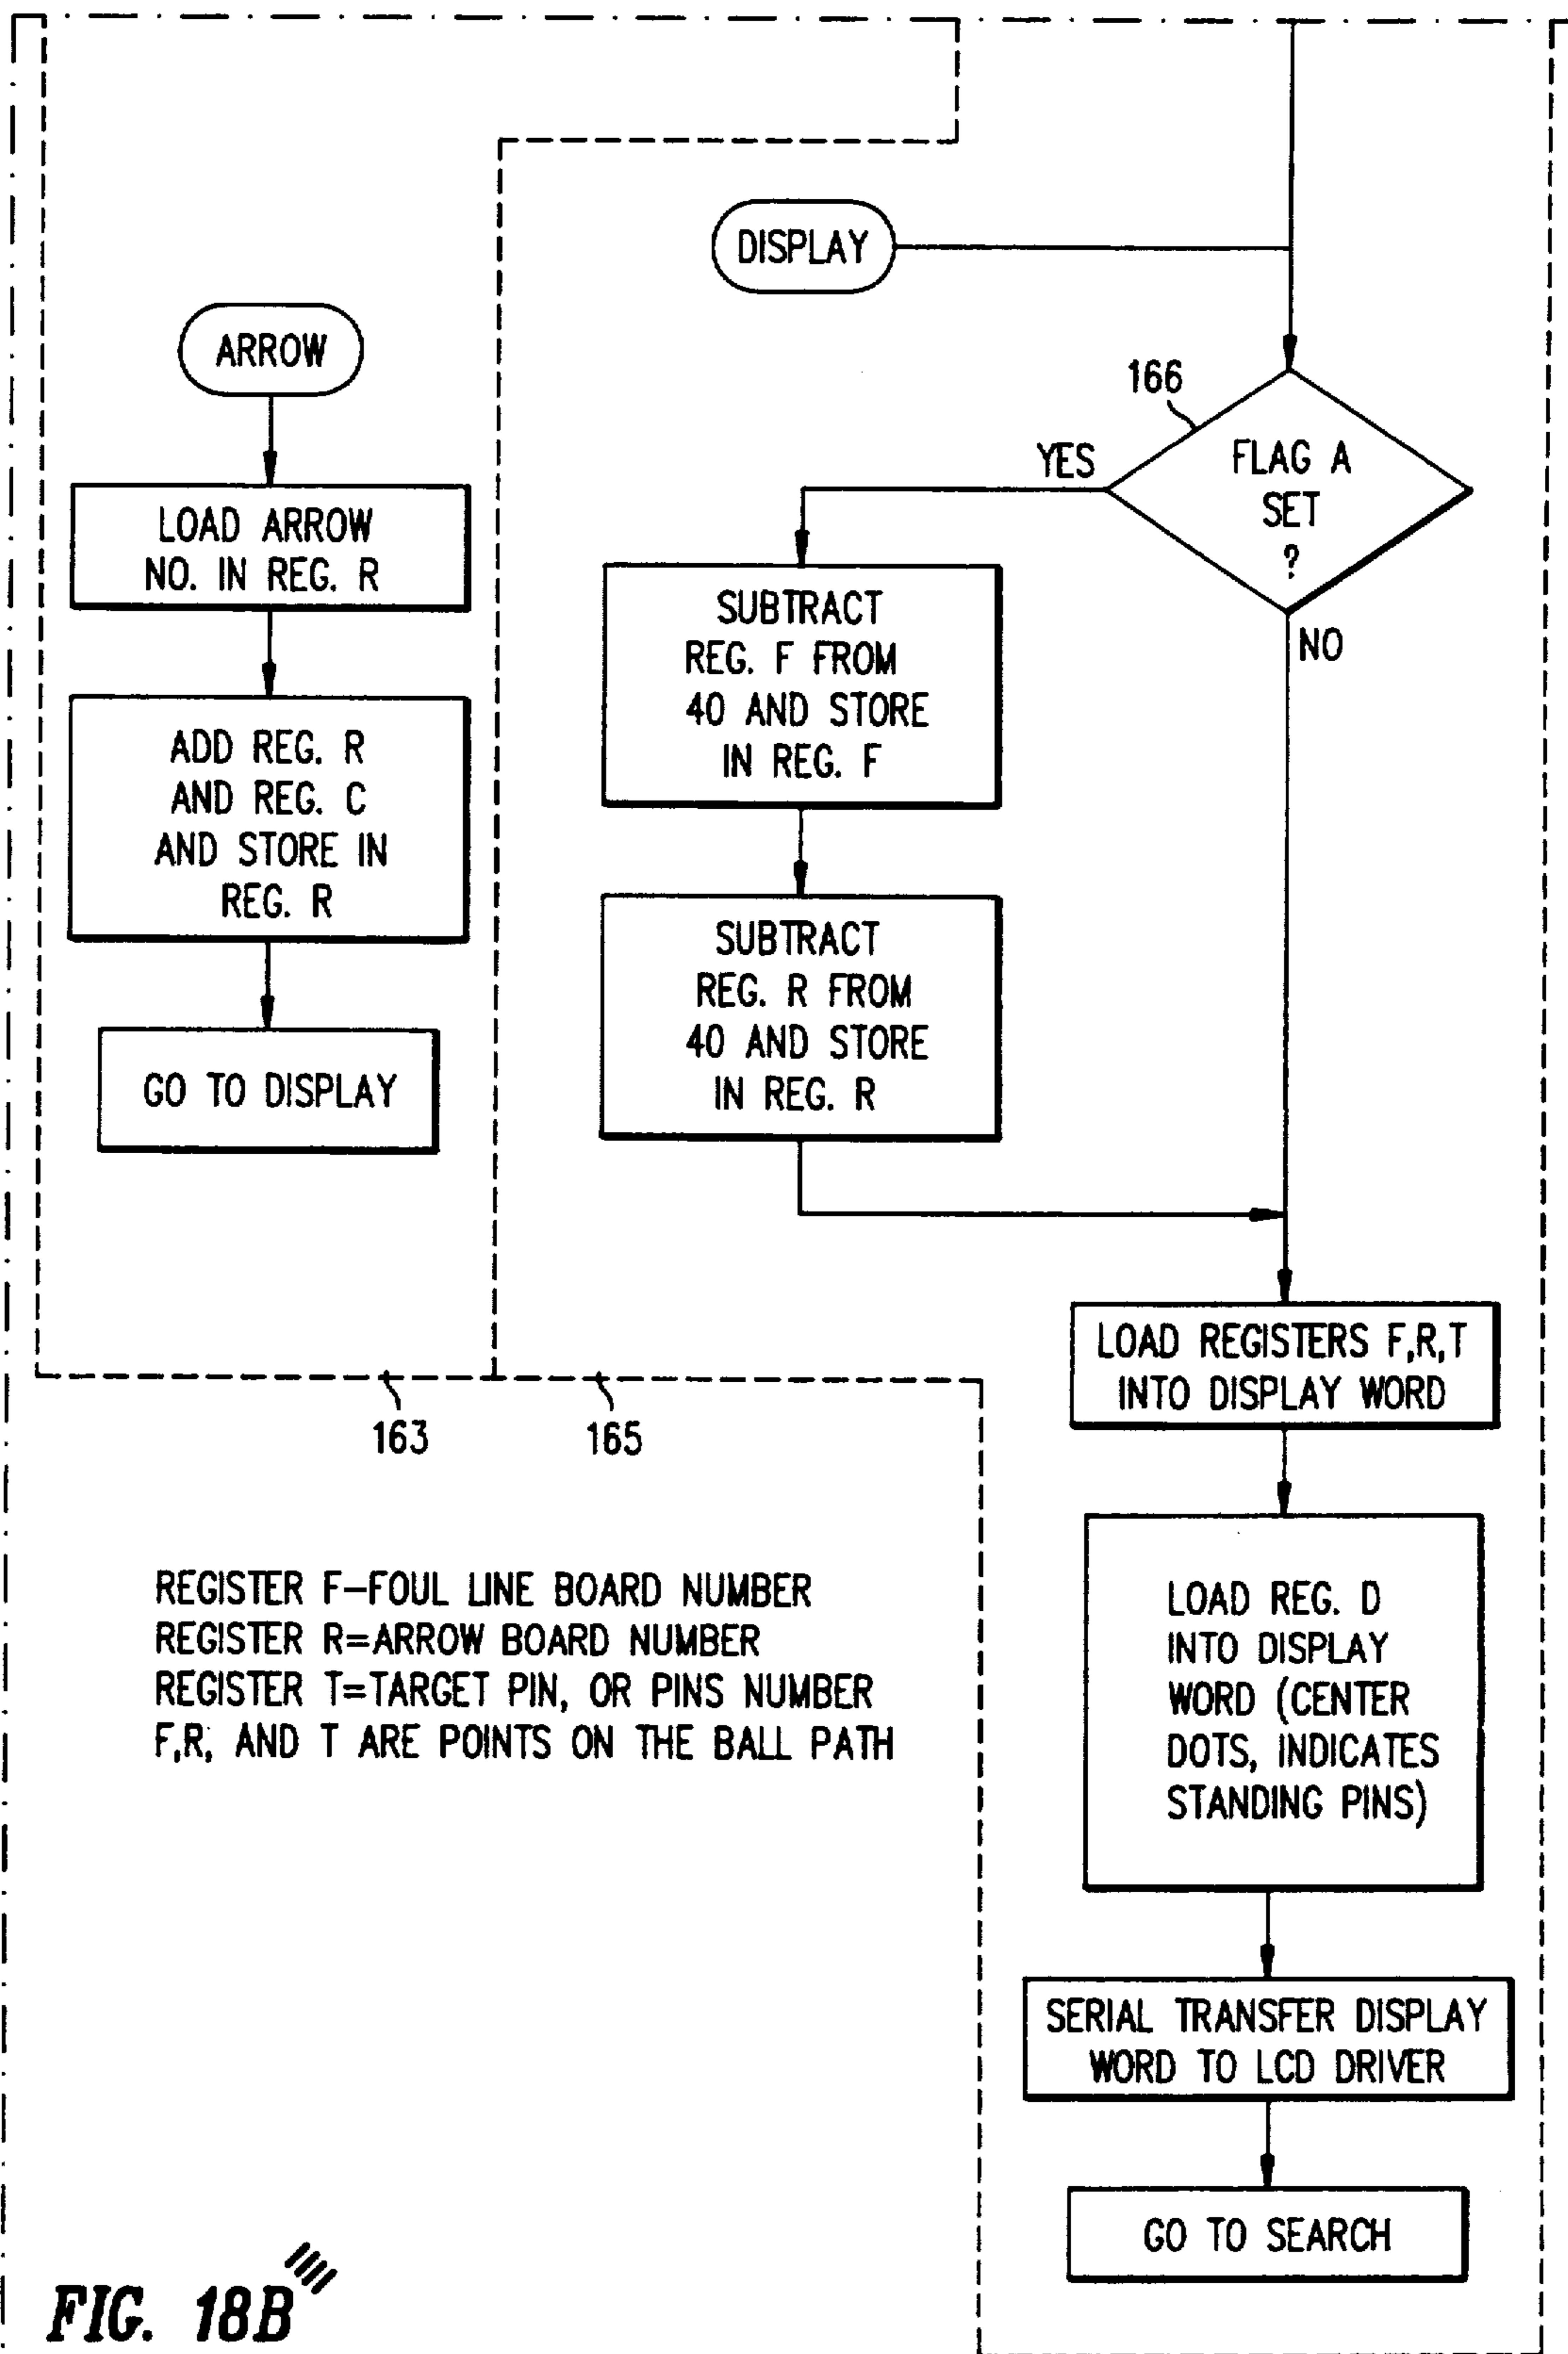 ARROW
LOAD ARROW
NO. IN REG. R
ADD REG. R
AND REG. C
AND STORE IN
REG. R
GO TO DISPLAY
163
DISPLAY
166
FLAG A
SET
?
YES
NO
SUBTRACT
REG. F FROM
40 AND STORE
IN REG. F
SUBTRACT
REG. R FROM
40 AND STORE
IN REG. R
165
LOAD REGISTERS F,R,T
INTO DISPLAY WORD
LOAD REG. D
INTO DISPLAY
WORD (CENTER
DOTS, INDICATES
STANDING PINS)
SERIAL TRANSFER DISPLAY
WORD TO LCD DRIVER
GO TO SEARCH
REGISTER F-FOUL LINE BOARD NUMBER
REGISTER R=ARROW BOARD NUMBER
REGISTER T=TARGET PIN, OR PINS NUMBER
F,R, AND T ARE POINTS ON THE BALL PATH
FIG. 18B""